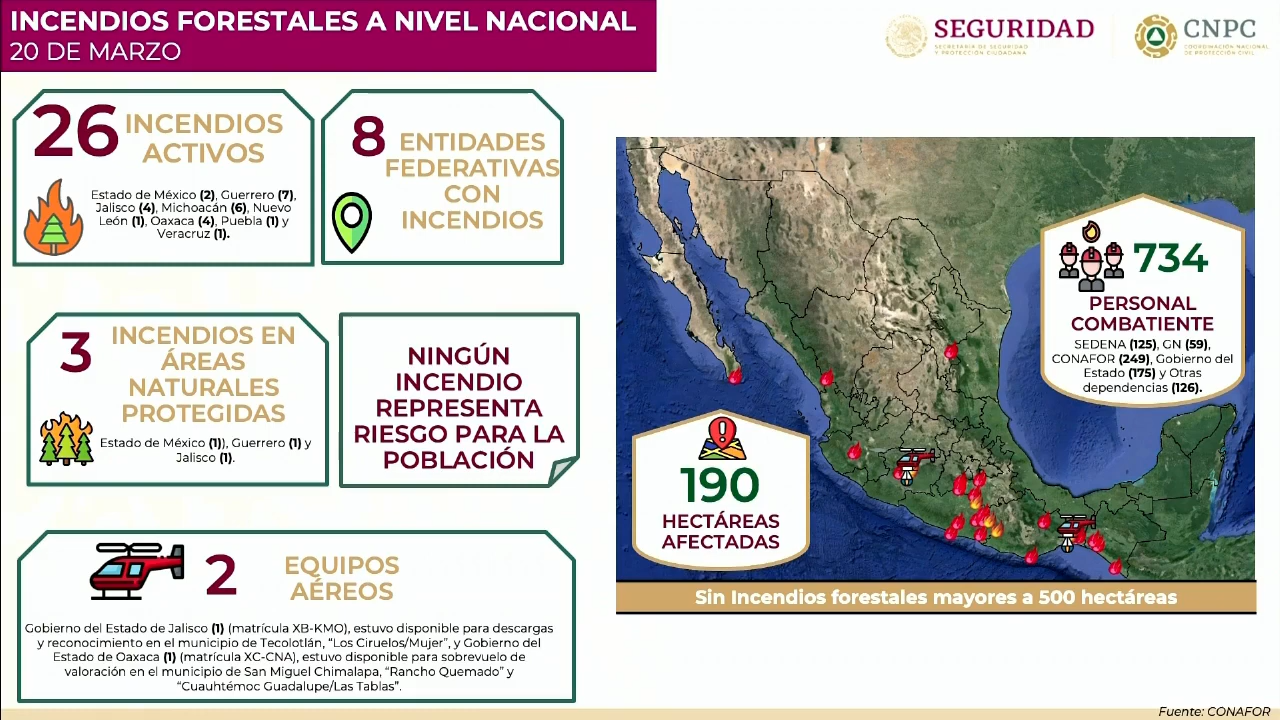 INCENDIOS FORESTALES A NIVEL NACIONAL
20 DE MARZO
SEGURIDAD
SECRETARÍA DE SEGURIDAD
Y PROTECCIÓN CIUDADANA
CNPC
COORDINACIÓN NACIONAL
DE PROTECCIÓN CIVIL
26 INCENDIOS
ACTIVOS
Estado de México (2), Guerrero (7),
Jalisco (4), Michoacán (6), Nuevo
León (1), Oaxaca (4), Puebla (1) y
Veracruz (1).
8 ENTIDADES
FEDERATIVAS
CON
INCENDIOS
3 INCENDIOS EN
ÁREAS
NATURALES
PROTEGIDAS
Estado de México (1)), Guerrero (1) y
Jalisco (1).
NINGÚN
INCENDIO
REPRESENTA
RIESGO PARA LA
POBLACIÓN
2 EQUIPOS
AÉREOS
Gobierno del Estado de Jalisco (1) (matrícula XB-KMO), estuvo disponible para descargas
y reconocimiento en el municipio de Tecolotlán, “Los Ciruelos/Mujer”, y Gobierno del
Estado de Oaxaca (1) (matrícula XC-CNA), estuvo disponible para sobrevuelo de
valoración en el municipio de San Miguel Chimalapa, “Rancho Quemado” y
“Cuauhtémoc Guadalupe/Las Tablas”.
734
PERSONAL
COMBATIENTE
SEDENA (125), GN (59),
CONAFOR (249), Gobierno del
Estado (175) y Otras
dependencias (126).
190
HECTÁREAS
AFECTADAS
Sin Incendios forestales mayores a 500 hectáreas
Fuente: CONAFOR